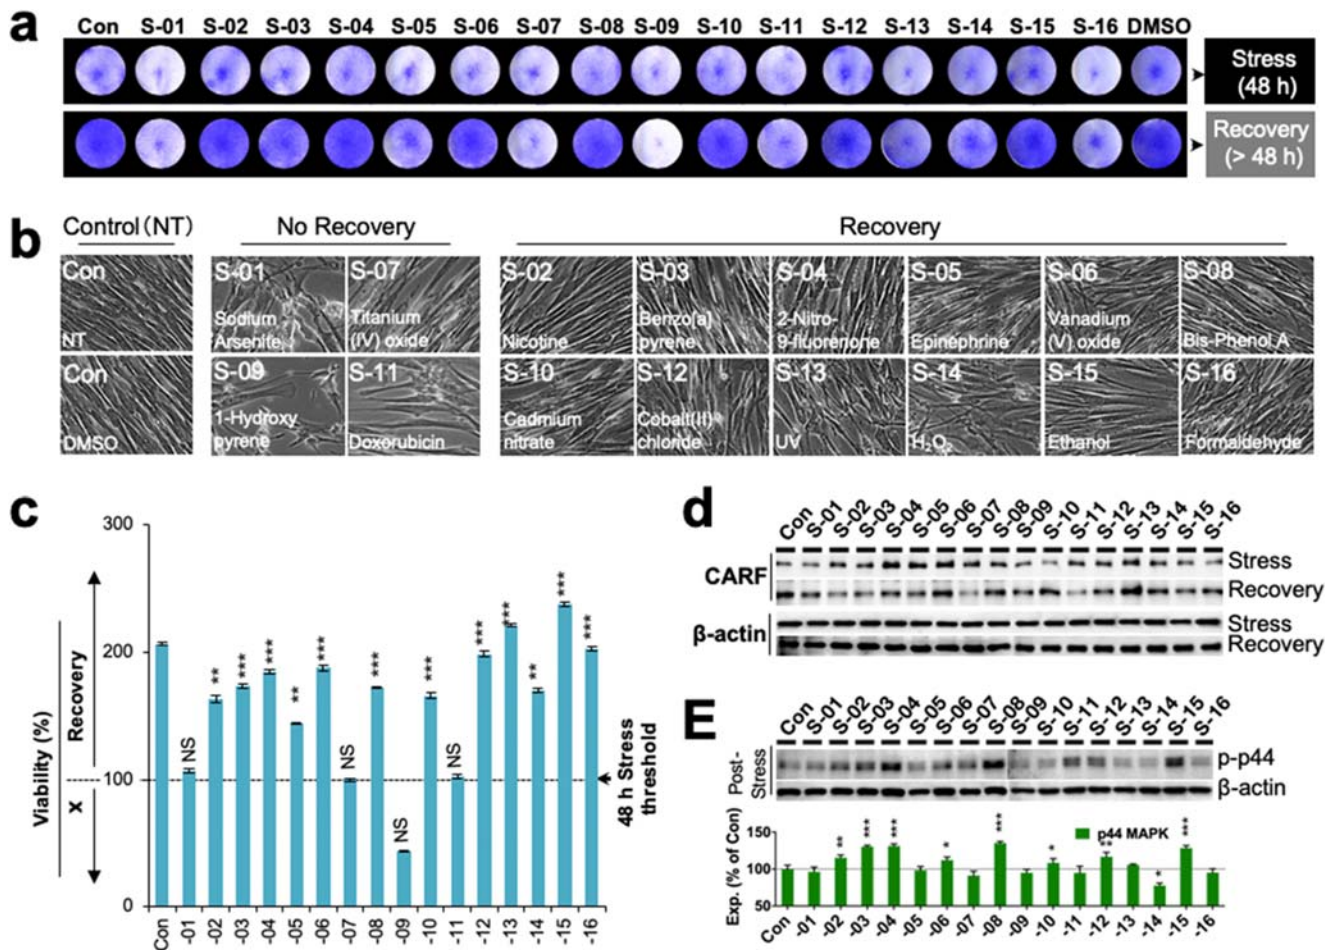 a
Con S-01 S-02 S-03 S-04 S-05 S-06 S-07 S-08 S-09 S-10 S-11 S-12 S-13 S-14 S-15 S-16 DMSO
Stress
(48 h)
Recovery
(> 48 h)
b
Control (NT)
No Recovery
Recovery
Con
NT
S-01
Sodium
Arsenite
S-07
Titanium
(IV) oxide
S-02
Nicotine
S-03
Benzo[a]
pyrene
S-04
2-Nitro-
9-fluorenone
S-05
Epinephrine
S-06
Vanadium
(V) oxide
S-08
Bis-Phenol A
Con
DMSO
S-09
1-Hydroxy
pyrene
S-11
Doxorubicin
S-10
Cadmium
nitrate
S-12
Cobalt(II)
chloride
S-13
UV
S-14
H₂O₂
S-15
Ethanol
S-16
Formaldehyde
c
Viability (%)
X
Recovery
300
200
100
0
NS
**
***
***
**
***
NS
***
NS
***
NS
***
***
**
***
***
48 h Stress
threshold
Con -01 -02 -03 -04 -05 -06 -07 -08 -09 -10 -11 -12 -13 -14 -15 -16
d
Con S-01 S-02 S-03 S-04 S-05 S-06 S-07 S-08 S-09 S-10 S-11 S-12 S-13 S-14 S-15 S-16
CARF
Stress
Recovery
β-actin
Stress
Recovery
E
Con S-01 S-02 S-03 S-04 S-05 S-06 S-07 S-08 S-09 S-10 S-11 S-12 S-13 S-14 S-15 S-16
Post-
Stress
p-p44
β-actin
Exp. (% of Con)
150
100
50
p44 MAPK
**
***
***
*
***
*
**
*
***
Con -01 -02 -03 -04 -05 -06 -07 -08 -09 -10 -11 -12 -13 -14 -15 -16